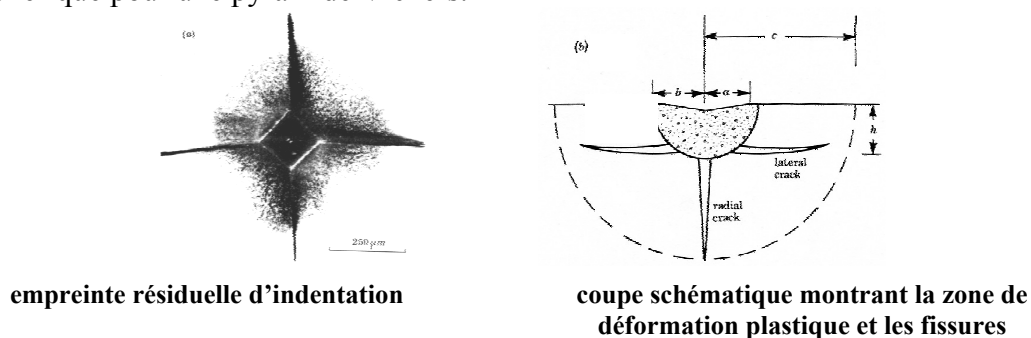 (a)
250 µm
(b)
c
b
a
h
lateral
crack
radial
crack
empreinte résiduelle d’indentation
coupe schématique montrant la zone de
déformation plastique et les fissures